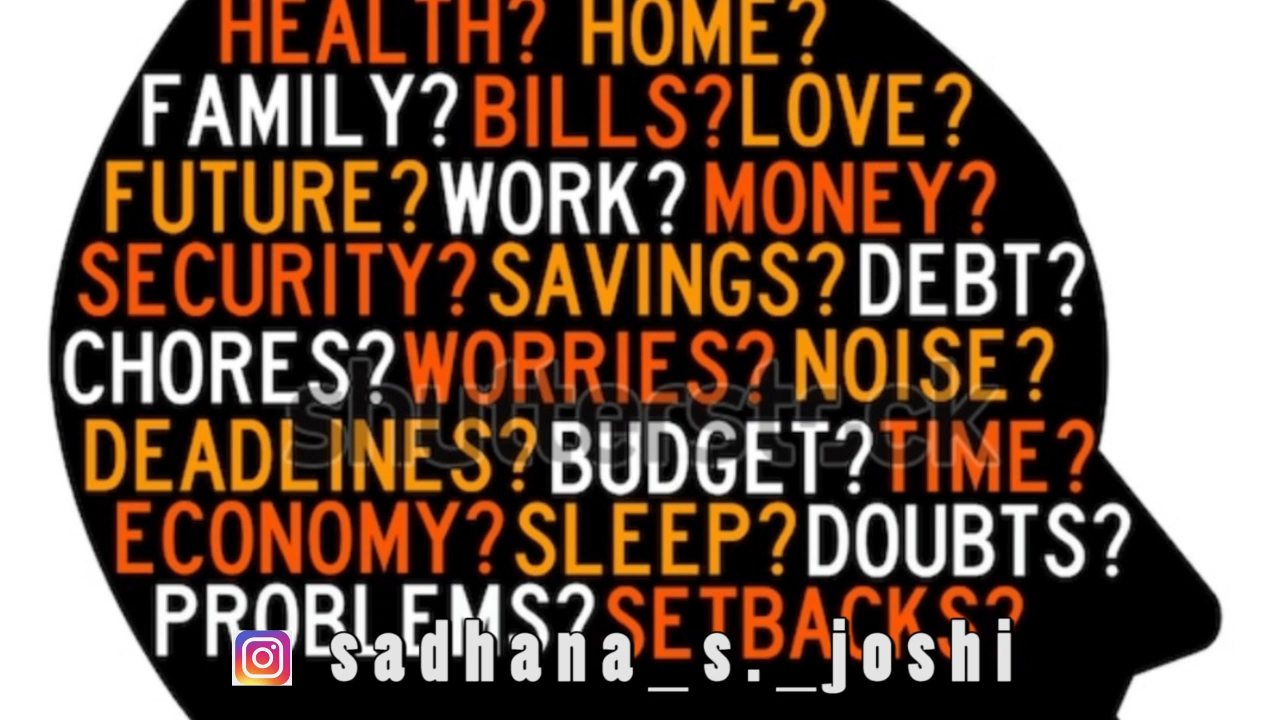 HEALTH? HOME?
FAMILY? BILLS? LOVE?
FUTURE? WORK? MONEY?
SECURITY? SAVINGS? DEBT?
CHORES? WORRIES? NOISE?
shutterstock
DEADLINES? BUDGET? TIME?
ECONOMY? SLEEP? DOUBTS?
PROBLEMS? SETBACKS?
sadhana_s._joshi